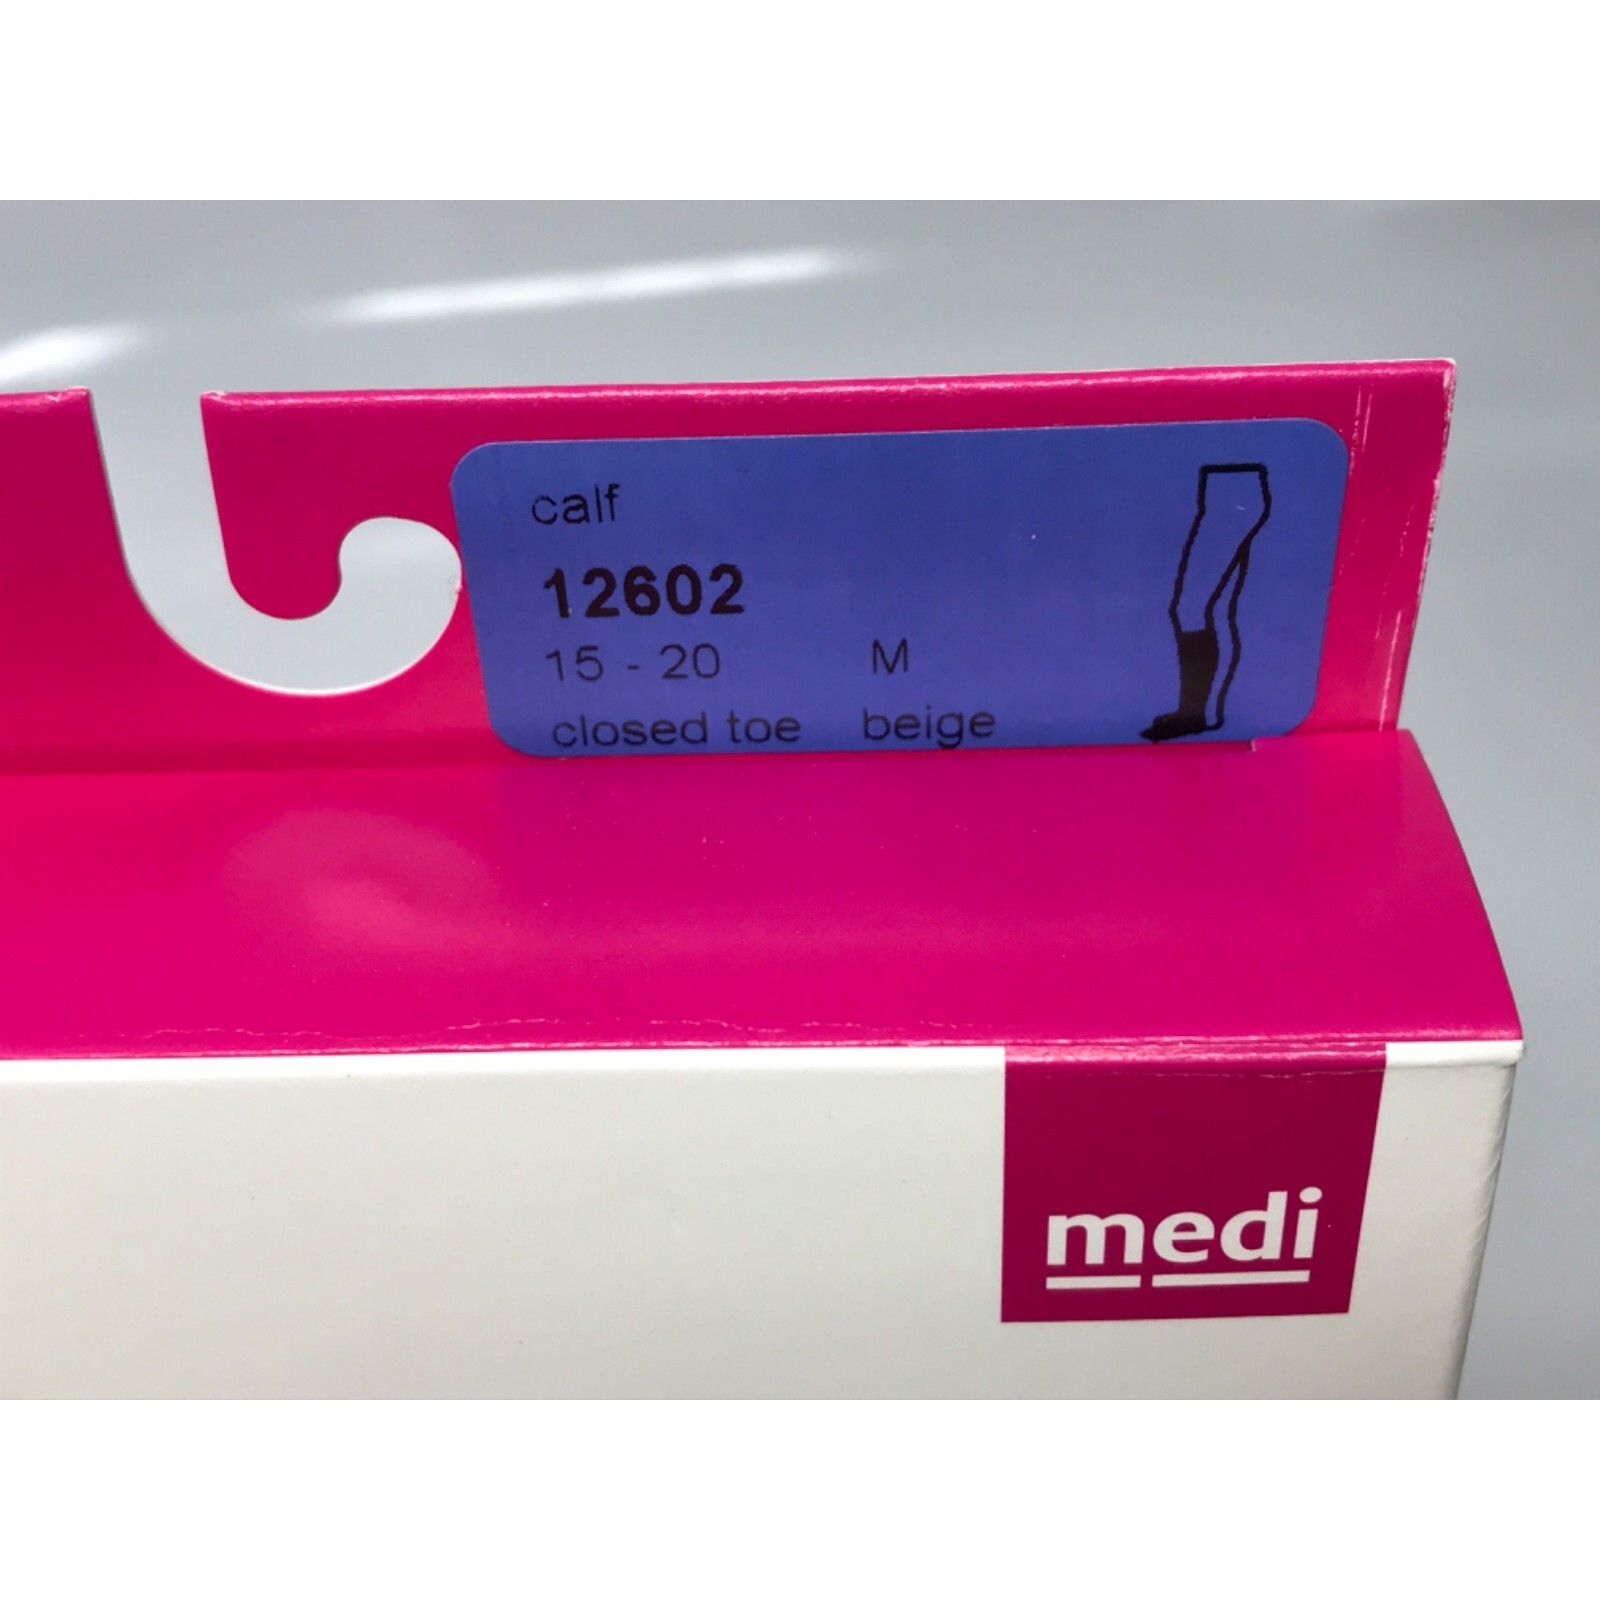 calf
12602
15 - 20 M
closed toe beige
medi